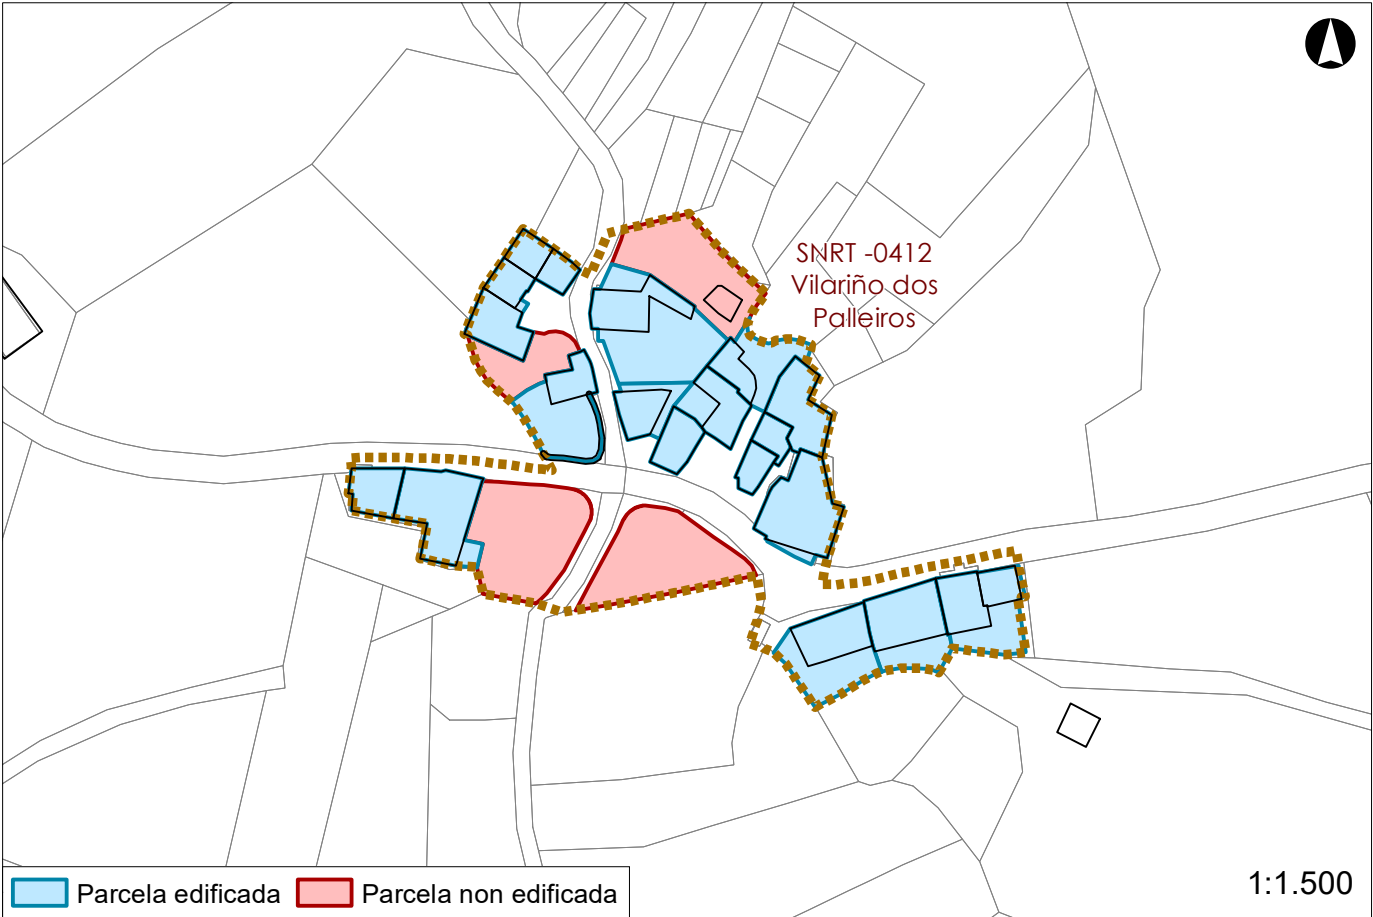 SNRT -0412
Vilariño dos
Palleiros
Parcela edificada
Parcela non edificada
1:1.500